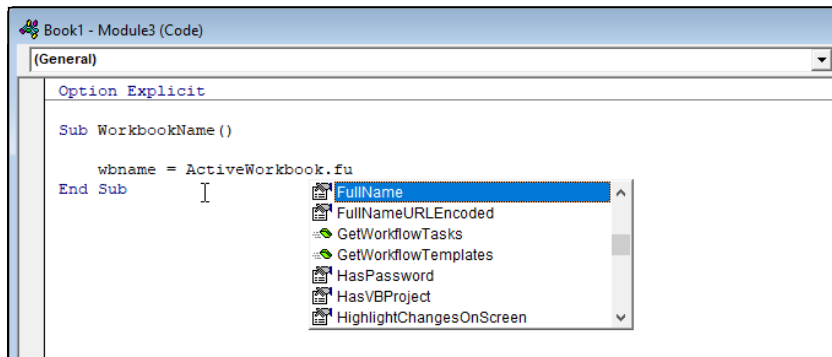 Book1 - Module3 (Code)
(General)
Option Explicit
Sub WorkbookName()
wbname = ActiveWorkbook.fu
End Sub
FullName
FullNameURLEncoded
GetWorkflowTasks
GetWorkflowTemplates
HasPassword
HasVBProject
HighlightChangesOnScreen